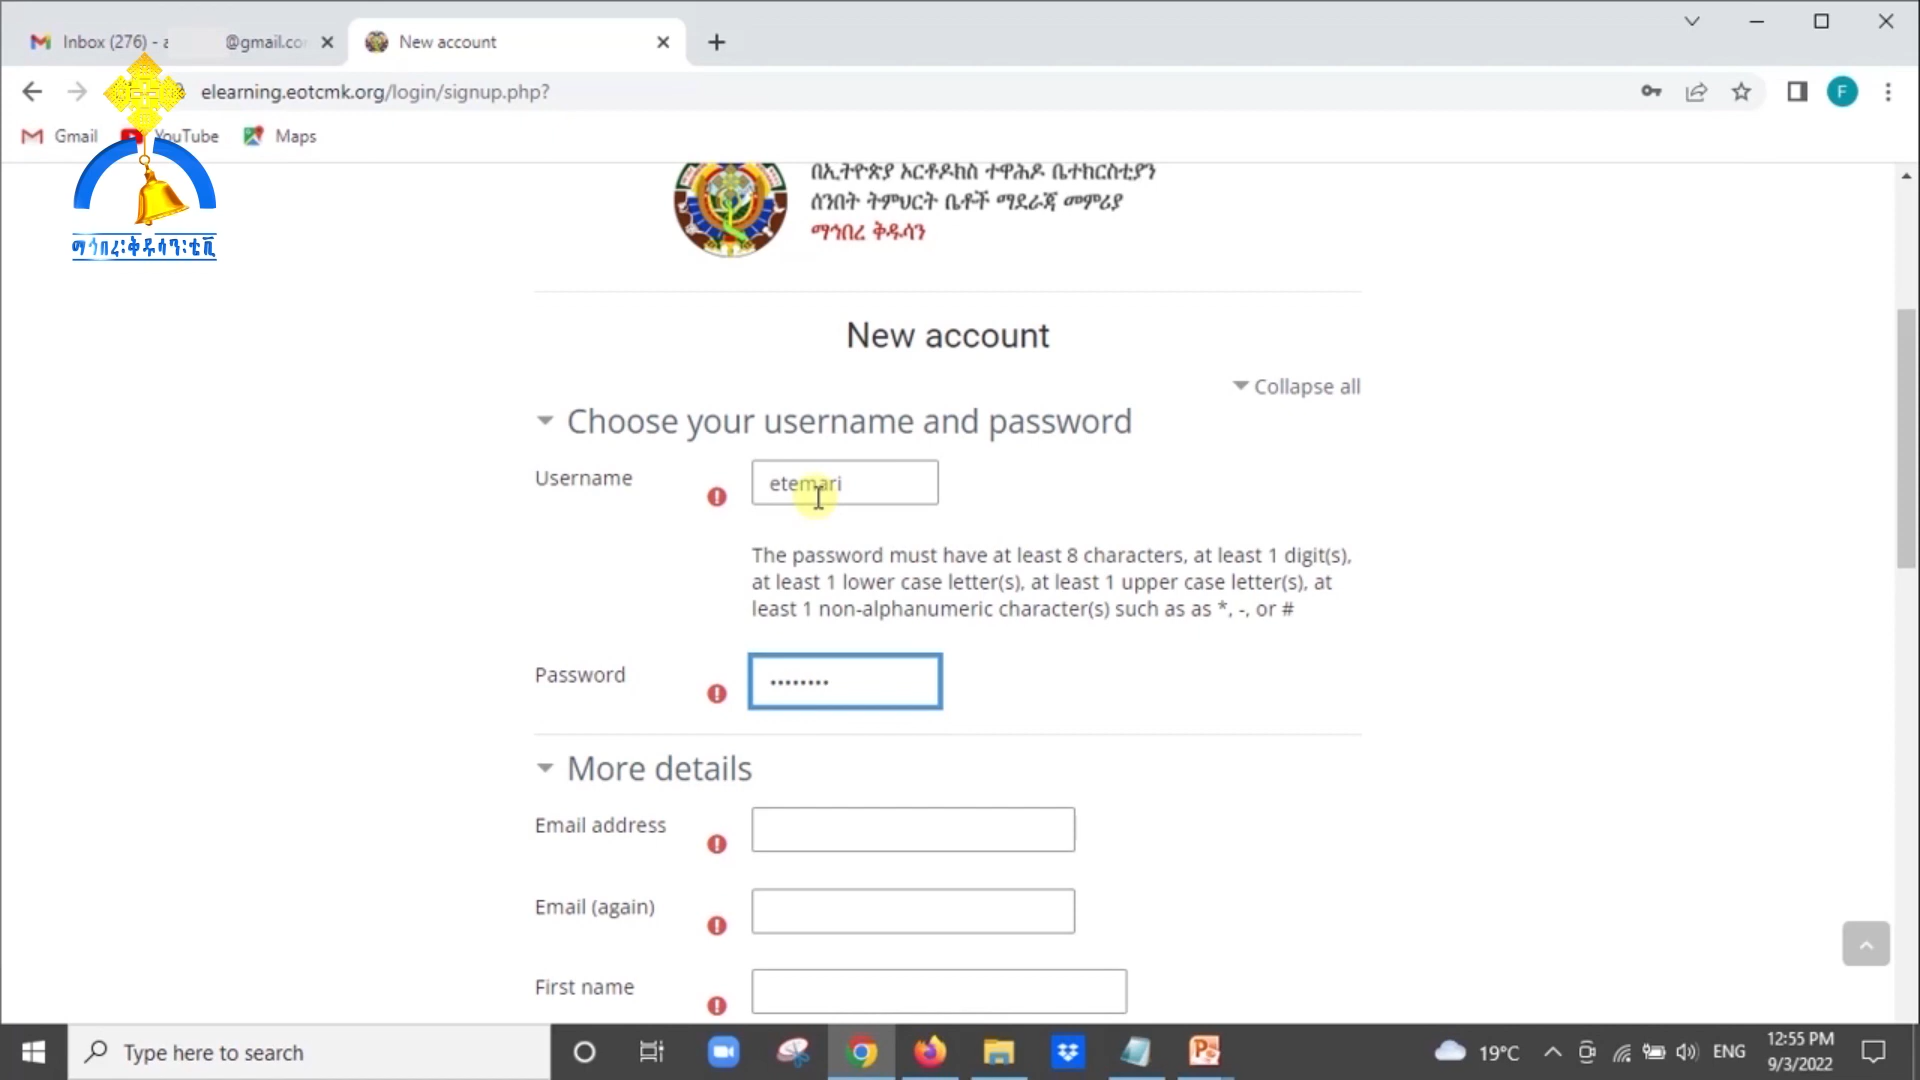 Inbox (276) - a @gmail.co
New account
elearning.eotcmk.org/login/signup.php?
Gmail
YouTube
Maps
ማኅበረ፡ቅዱሳን፡ቲቪ
በኢትዮጵያ ኦርቶዶክስ ተዋሕዶ ቤተክርስቲያን
ሰንበት ትምህርት ቤቶች ማደራጃ መምሪያ
ማኅበረ ቅዱሳን
New account
Collapse all
Choose your username and password
Username
etemari
The password must have at least 8 characters, at least 1 digit(s),
at least 1 lower case letter(s), at least 1 upper case letter(s), at
least 1 non-alphanumeric character(s) such as as *, -, or #
Password
••••••••
More details
Email address
Email (again)
First name
Type here to search
19°C
ENG
12:55 PM
9/3/2022
F